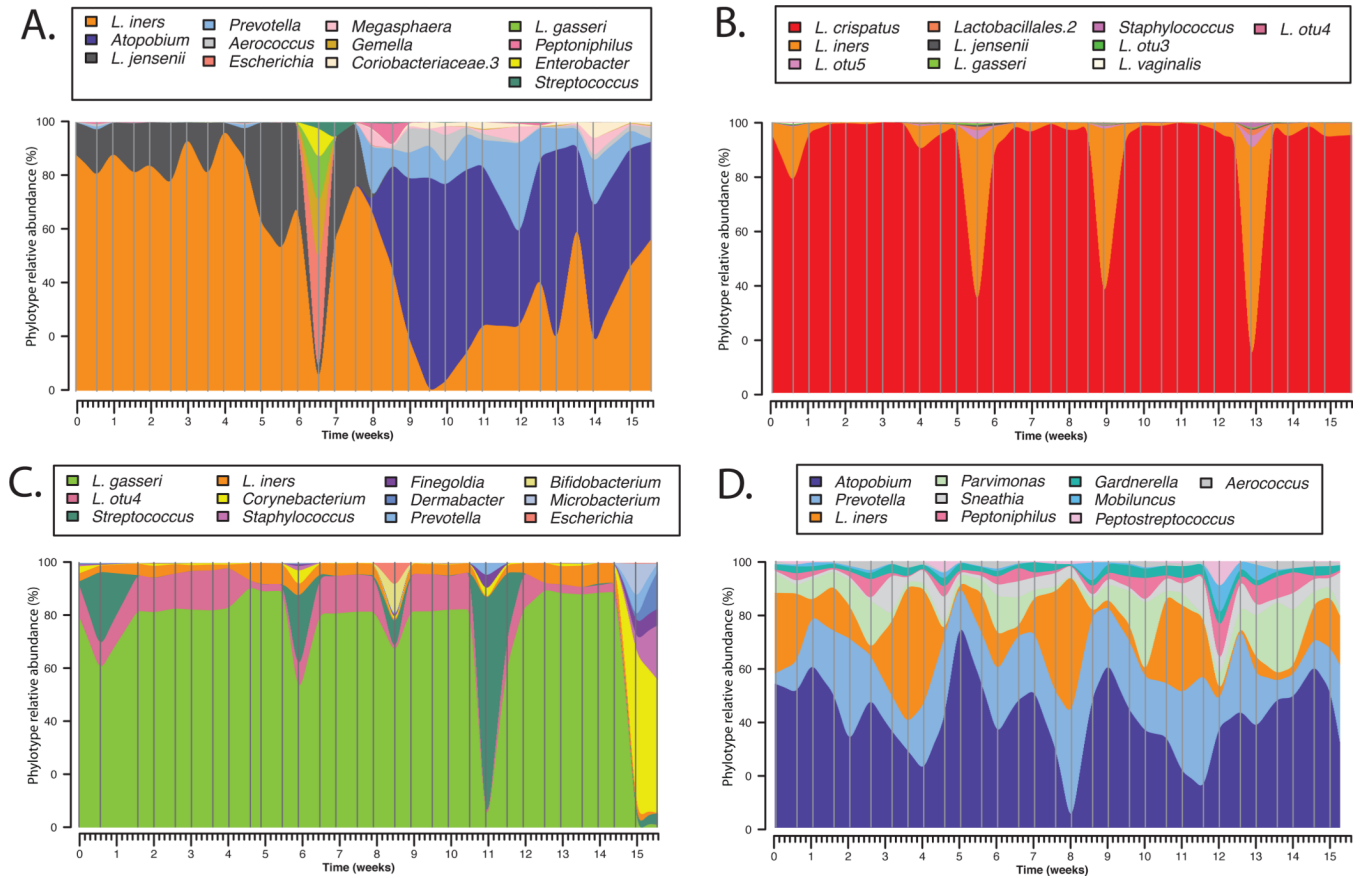 A.
L. iners Prevotella Megasphaera L. gasseri
Atopobium Aerococcus Gemella Peptoniphilus
L. jensenii Escherichia Coriobacteriaceae.3 Enterobacter
Streptococcus
Phylotype relative abundance (%)
100
80
60
40
0
0
0 1 2 3 4 5 6 7 8 9 10 11 12 13 14 15
Time (weeks)
B.
L. crispatus Lactobacillales.2 Staphylococcus L. otu4
L. iners L. jensenii L. otu3
L. otu5 L. gasseri L. vaginalis
Phylotype relative abundance (%)
100
80
60
40
0
0
0 1 2 3 4 5 6 7 8 9 10 11 12 13 14 15
Time (weeks)
C.
L. gasseri L. iners Finegoldia Bifidobacterium
L. otu4 Corynebacterium Dermabacter Microbacterium
Streptococcus Staphylococcus Prevotella Escherichia
Phylotype relative abundance (%)
100
80
60
40
0
0
0 1 2 3 4 5 6 7 8 9 10 11 12 13 14 15
Time (weeks)
D.
Atopobium Parvimonas Gardnerella Aerococcus
Prevotella Sneathia Mobiluncus
L. iners Peptoniphilus Peptostreptococcus
Phylotype relative abundance (%)
100
80
60
40
0
0
0 1 2 3 4 5 6 7 8 9 10 11 12 13 14 15
Time (weeks)